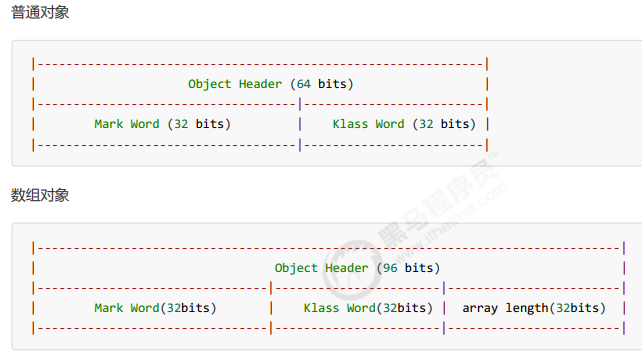 普通对象
|--------------------------------------------------------------|
| Object Header (64 bits) |
|------------------------------------|-------------------------|
| Mark Word (32 bits) | Klass Word (32 bits) |
|------------------------------------|-------------------------|
数组对象
|---------------------------------------------------------------------------------|
| Object Header (96 bits) |
|--------------------------------|-----------------------|------------------------|
| Mark Word(32bits) | Klass Word(32bits) | array length(32bits) |
|--------------------------------|-----------------------|------------------------|
黑马程序员™
www.itheima.com